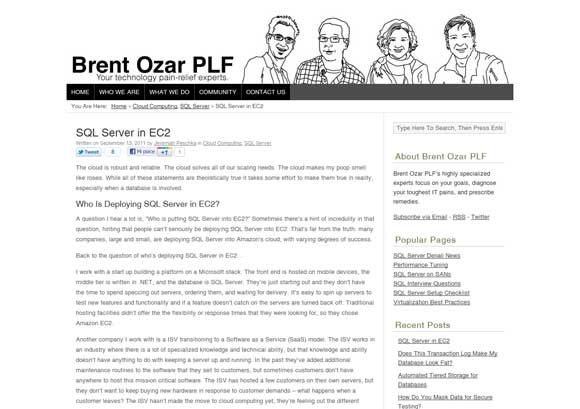 Brent Ozar PLF
Your technology pain-relief experts.
HOME WHO WE ARE WHAT WE DO COMMUNITY CONTACT US
You Are Here: Home » Cloud Computing, SQL Server » SQL Server in EC2
SQL Server in EC2
Written on September 13, 2011 by Jeremiah Peschka in Cloud Computing, SQL Server
Tweet 8 Hi place +1 1
The cloud is robust and reliable. The cloud solves all of our scaling needs. The cloud makes my poop smell
like roses. While all of these statements are theoretically true it takes some effort to make them true in reality,
especially when a database is involved.
Who Is Deploying SQL Server in EC2?
A question I hear a lot is, "Who is putting SQL Server into EC2?" Sometimes there's a hint of incredulity in that
question, hinting that people can't seriously be deploying SQL Server into EC2. That's far from the truth: many
companies, large and small, are deploying SQL Server into Amazon's cloud, with varying degrees of success.
Back to the question of who's deploying SQL Server in EC2...
I work with a start up building a platform on a Microsoft stack. The front end is hosted on mobile devices, the
middle tier is written in .NET, and the database is SQL Server. They're just starting out and they don't have
the time to spend speccing out servers, ordering them, and waiting for delivery. It's easy to spin up servers to
test new features and functionality and if a feature doesn't catch on the servers are turned back off. Traditional
hosting facilities didn't offer the the flexibility or response times that they were looking for, so they chose
Amazon EC2.
Another company I work with is a ISV transitioning to a Software as a Service (SaaS) model. The ISV works in
an industry where there is a lot of specialized knowledge and technical ability, but that knowledge and ability
doesn't have anything to do with keeping a server up and running. In the past they've added additional
maintenance routines to the software that they sell to customers, but sometimes customers don't have
anywhere to host this mission critical software. The ISV has hosted a few customers on their own servers, but
they don't want to keep buying new hardware in response to customer demands – what happens when a
customer leaves? The ISV hasn't made the move to cloud computing yet, they're feeling out the different
Type Here To Search, Then Press Enter
About Brent Ozar PLF
Brent Ozar PLF's highly specialized
experts focus on your goals, diagnose
your toughest IT pains, and prescribe
remedies.
Subscribe via Email - RSS - Twitter
Popular Pages
SQL Server Denali News
Performance Tuning
SQL Server on SANs
SQL Interview Questions
SQL Server Setup Checklist
Virtualization Best Practices
Recent Posts
SQL Server in EC2
Does This Transaction Log Make My
Database Look Fat?
Automated Tiered Storage for
Databases
How Do You Mask Data for Secure
Testing?